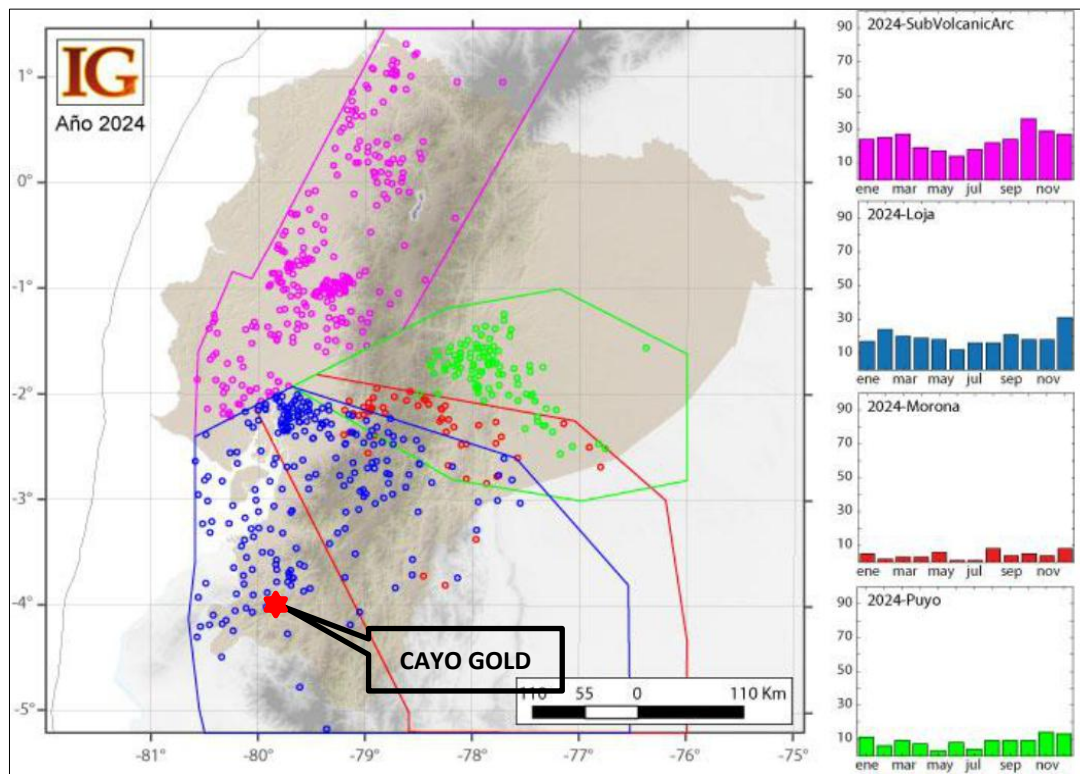 IG
Año 2024
1°
0°
-1°
-2°
-3°
-4°
-5°
-81
-80
-79
-78
-77
-76
-75
CAYO GOLD
110 55 0 110 Km
2024-SubVolcanicArc
90
70
50
30
10
ene mar may jul sep nov
2024-Loja
90
70
50
30
10
ene mar may jul sep nov
2024-Morona
90
70
50
30
10
ene mar may jul sep nov
2024-Puyo
90
70
50
30
10
ene mar may jul sep nov